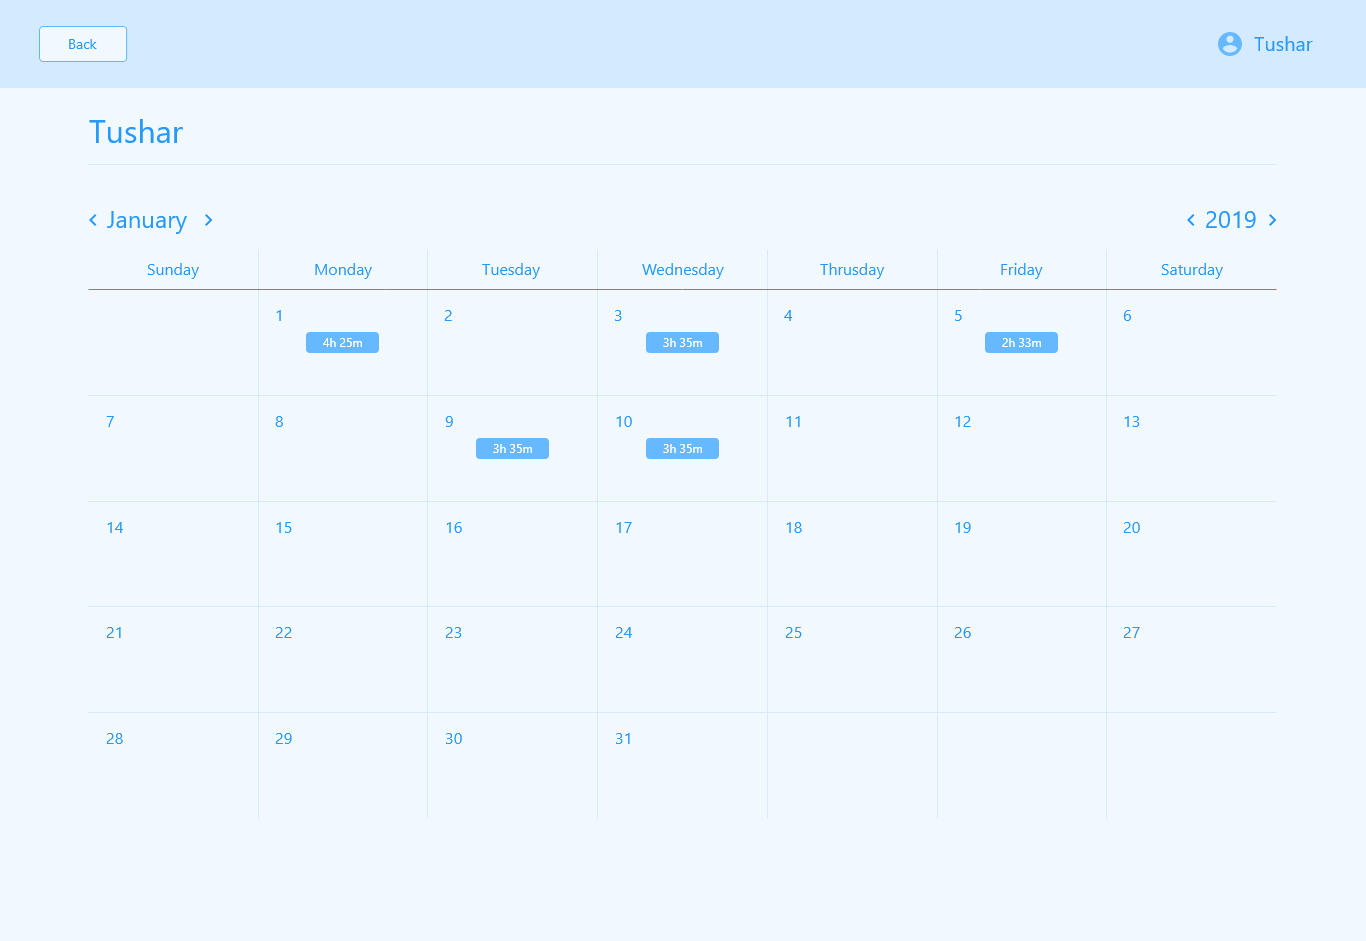 Back
Tushar
Tushar
January
2019
Sunday Monday Tuesday Wednesday Thrusday Friday Saturday
1 2 3 4 5 6
4h 25m 3h 35m 2h 33m
7 8 9 10 11 12 13
3h 35m 3h 35m
14 15 16 17 18 19 20
21 22 23 24 25 26 27
28 29 30 31